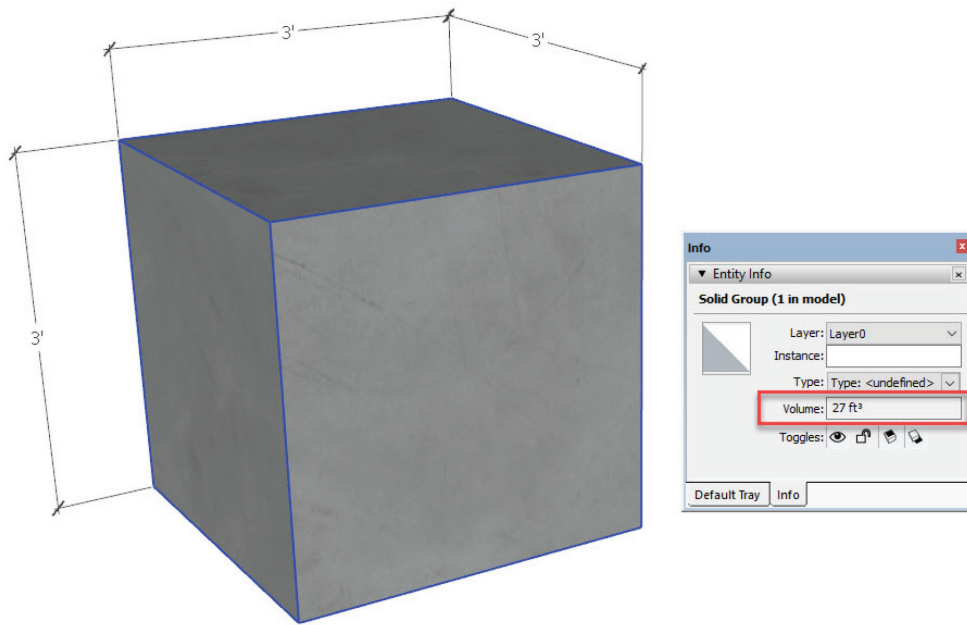 3'
3'
3'
Info
Entity Info
Solid Group (1 in model)
Layer: Layer0
Instance:
Type: Type: <undefined>
Volume: 27 ft³
Toggles:
Default Tray Info